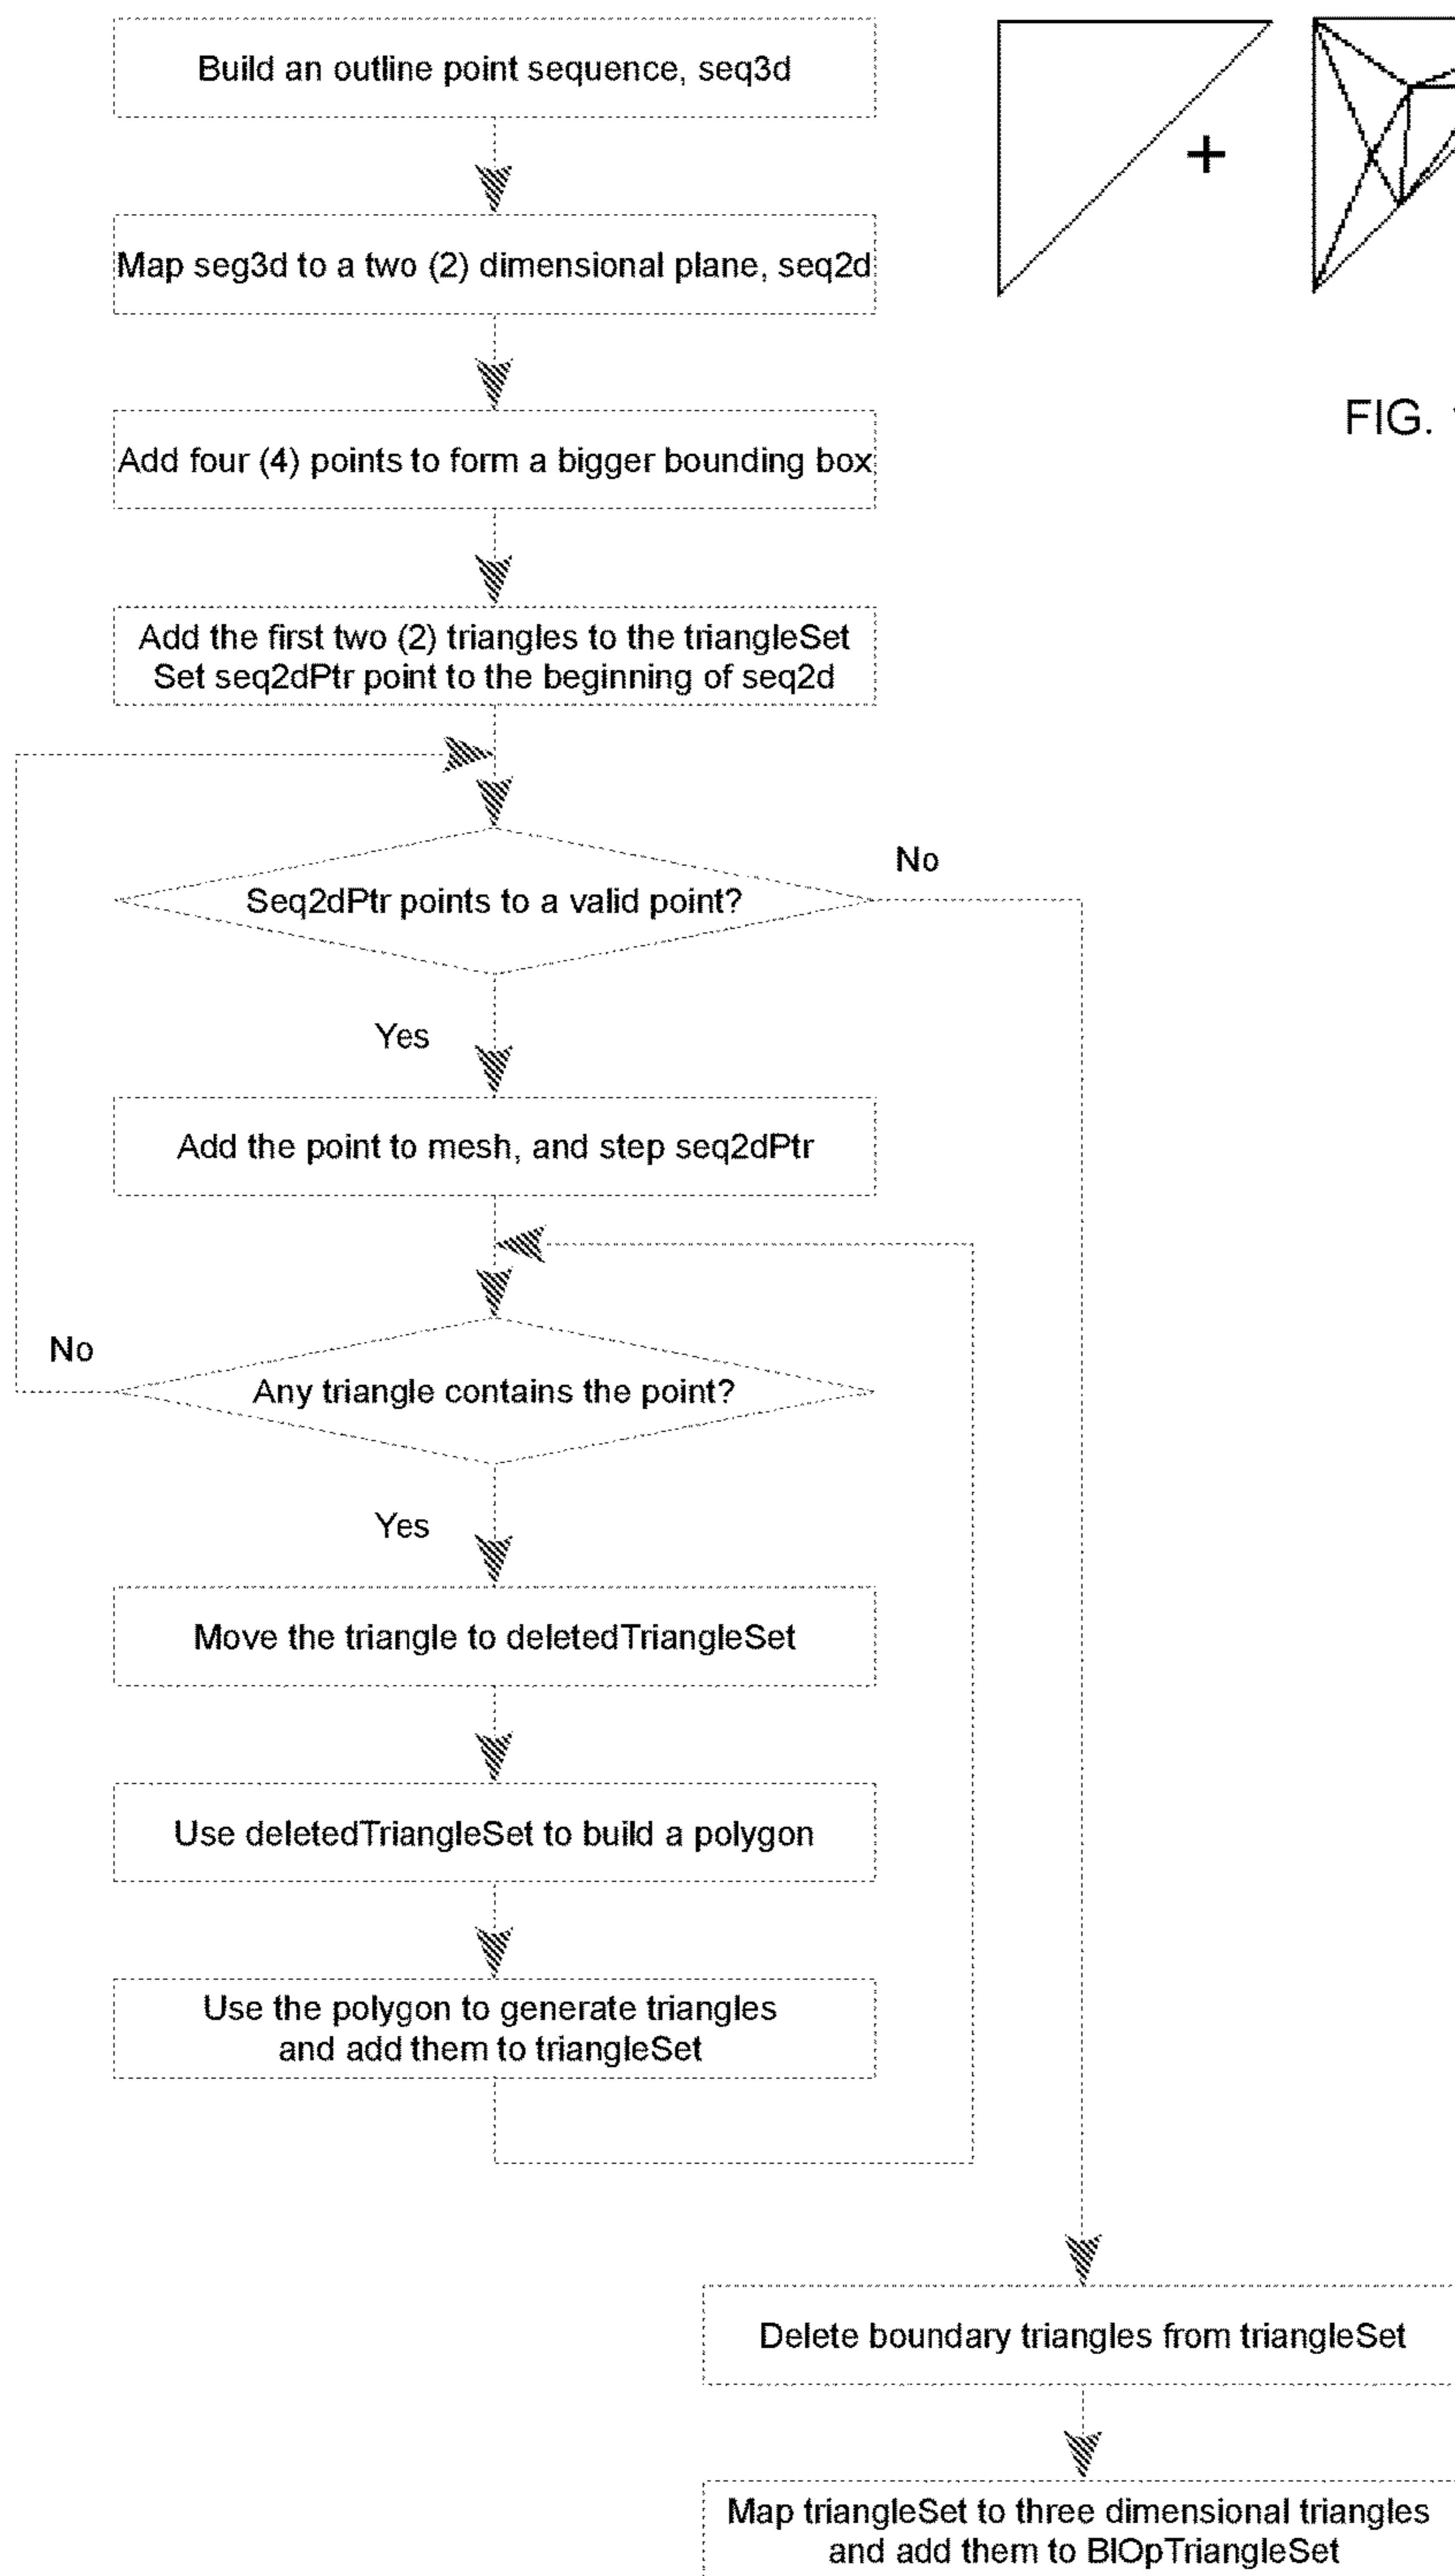 Build an outline point sequence, seq3d
+
Map seg3d to a two (2) dimensional plane, seq2d
FIG.
Add four (4) points to form a bigger bounding box
Add the first two (2) triangles to the triangleSet
Set seq2dPtr point to the beginning of seq2d
No
Seq2dPtr points to a valid point?
Yes
Add the point to mesh, and step seq2dPtr
No
Any triangle contains the point?
Yes
Move the triangle to deletedTriangleSet
Use deletedTriangleSet to build a polygon
Use the polygon to generate triangles
and add them to triangleSet
Delete boundary triangles from triangleSet
Map triangleSet to three dimensional triangles
and add them to BlOpTriangleSet